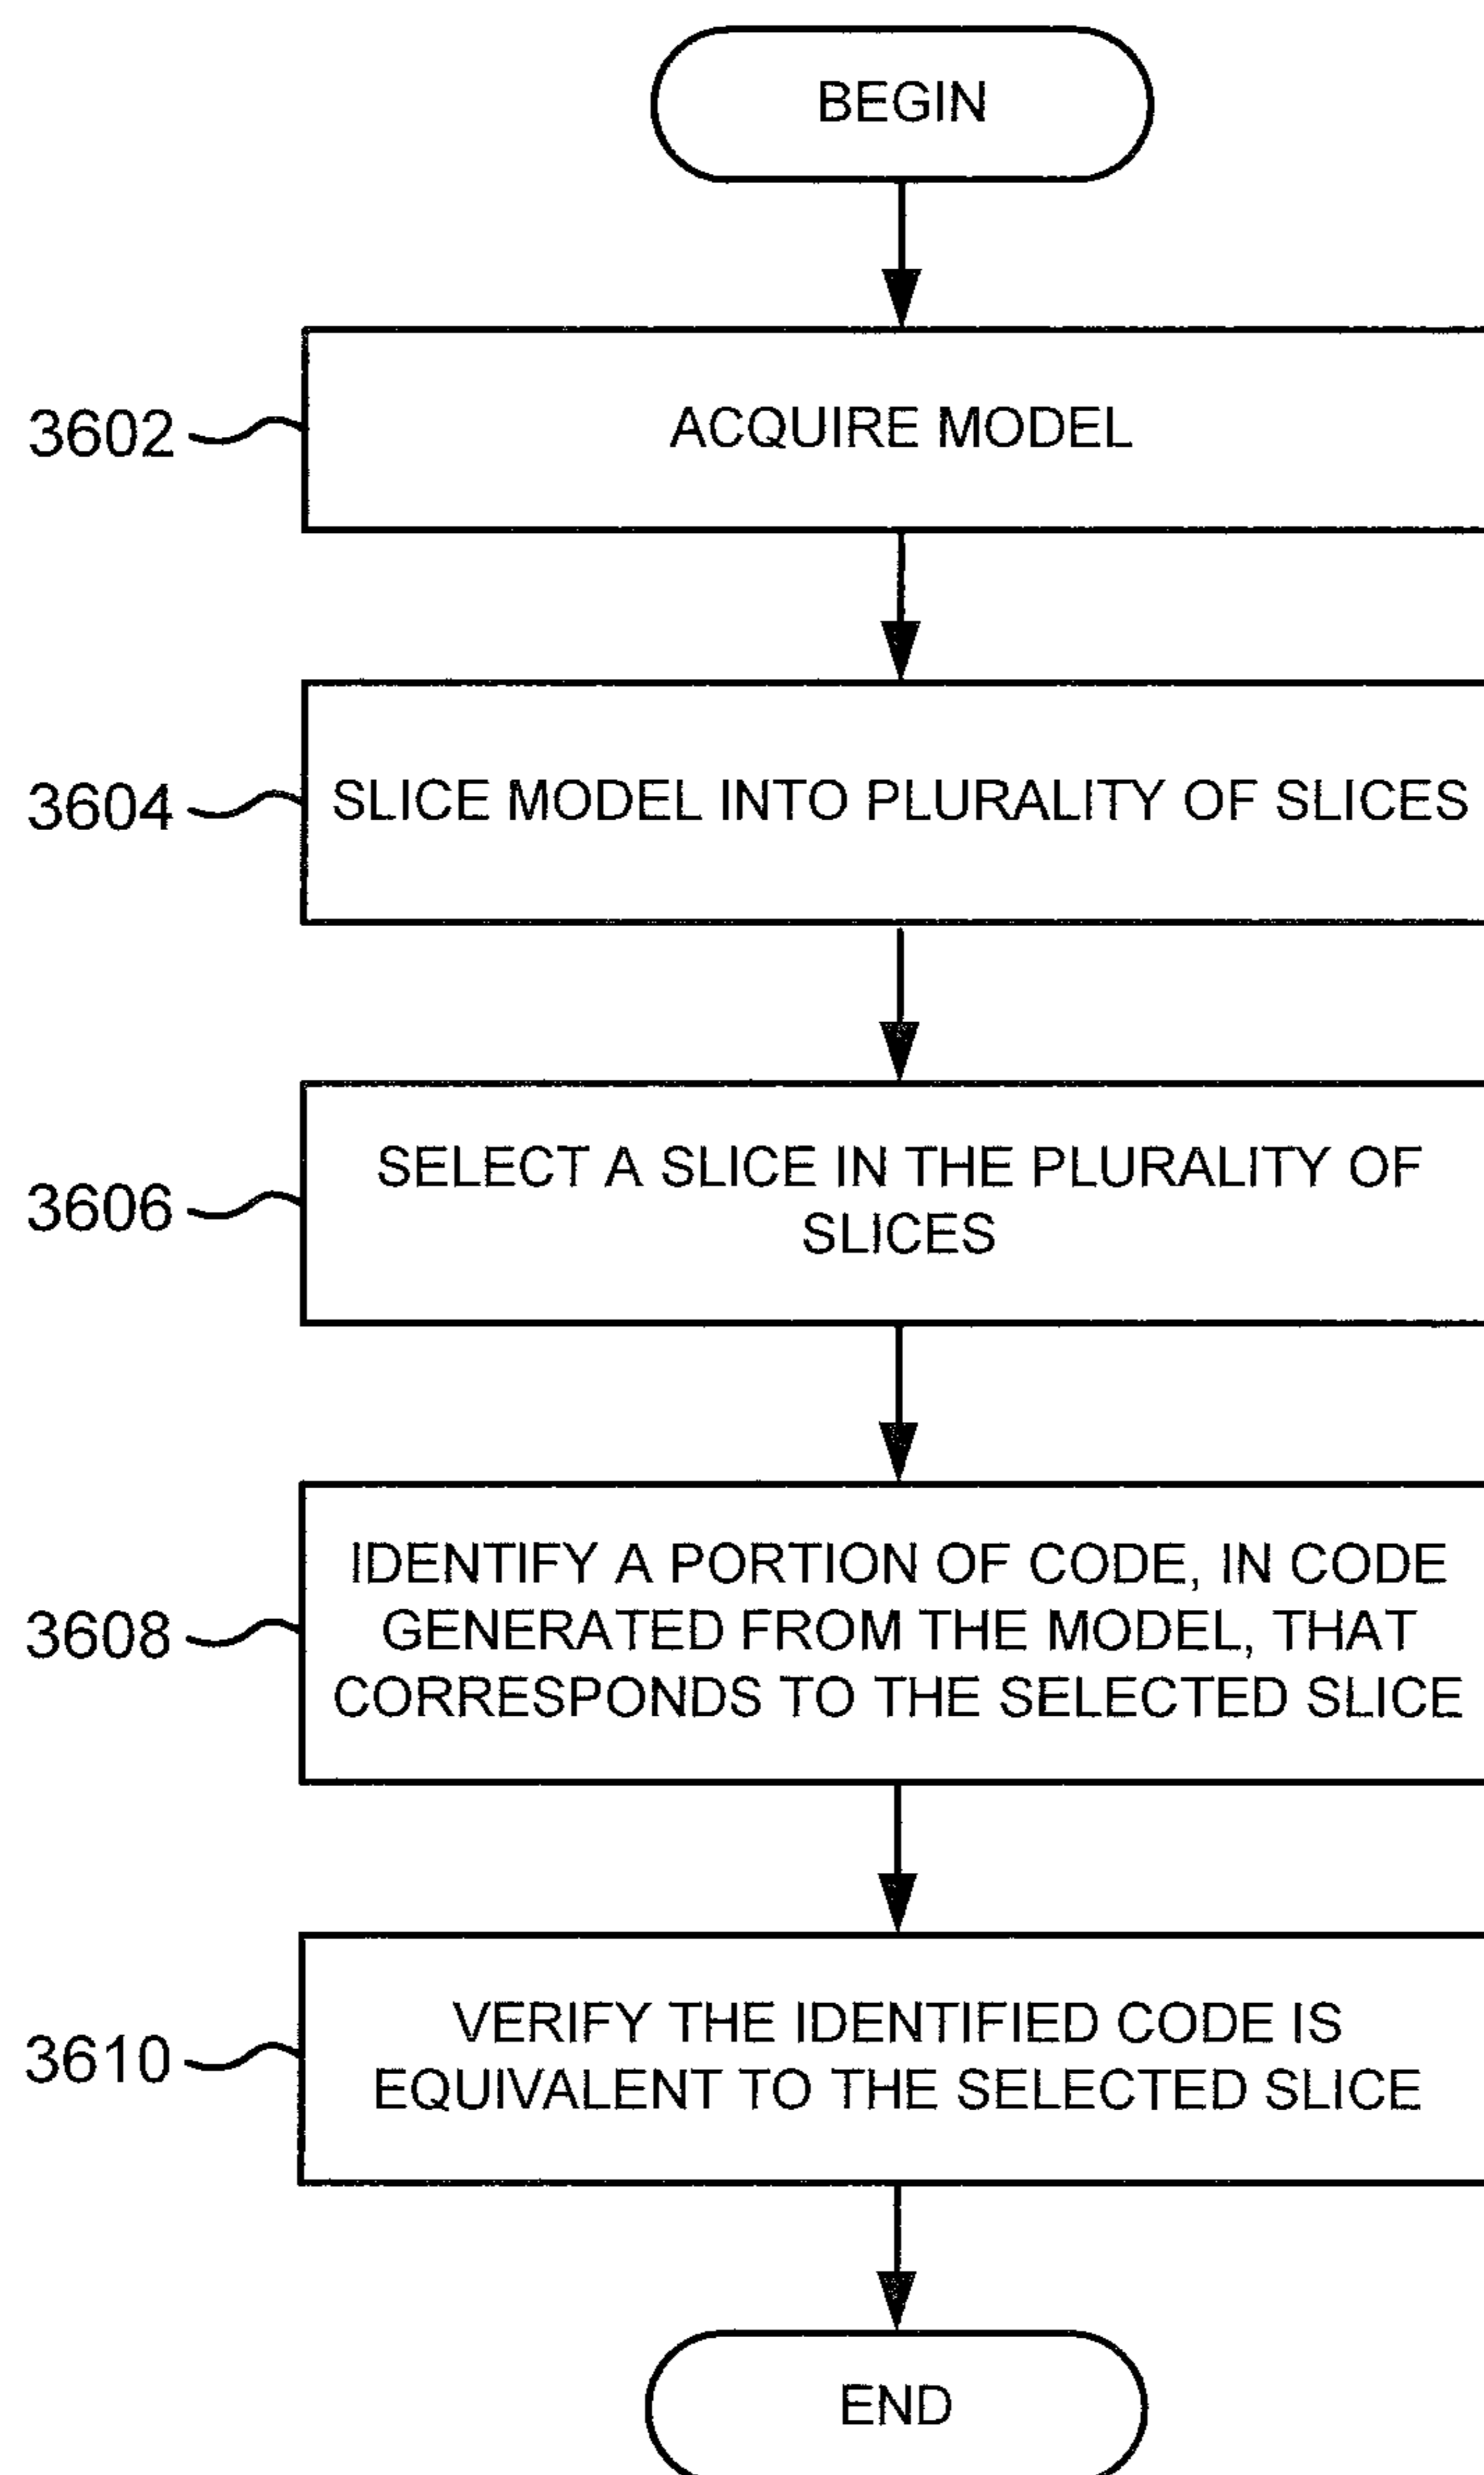 BEGIN
3602
ACQUIRE MODEL
3604
SLICE MODEL INTO PLURALITY OF SLICES
3606
SELECT A SLICE IN THE PLURALITY OF
SLICES
3608
IDENTIFY A PORTION OF CODE, IN CODE
GENERATED FROM THE MODEL, THAT
CORRESPONDS TO THE SELECTED SLICE
3610
VERIFY THE IDENTIFIED CODE IS
EQUIVALENT TO THE SELECTED SLICE
END